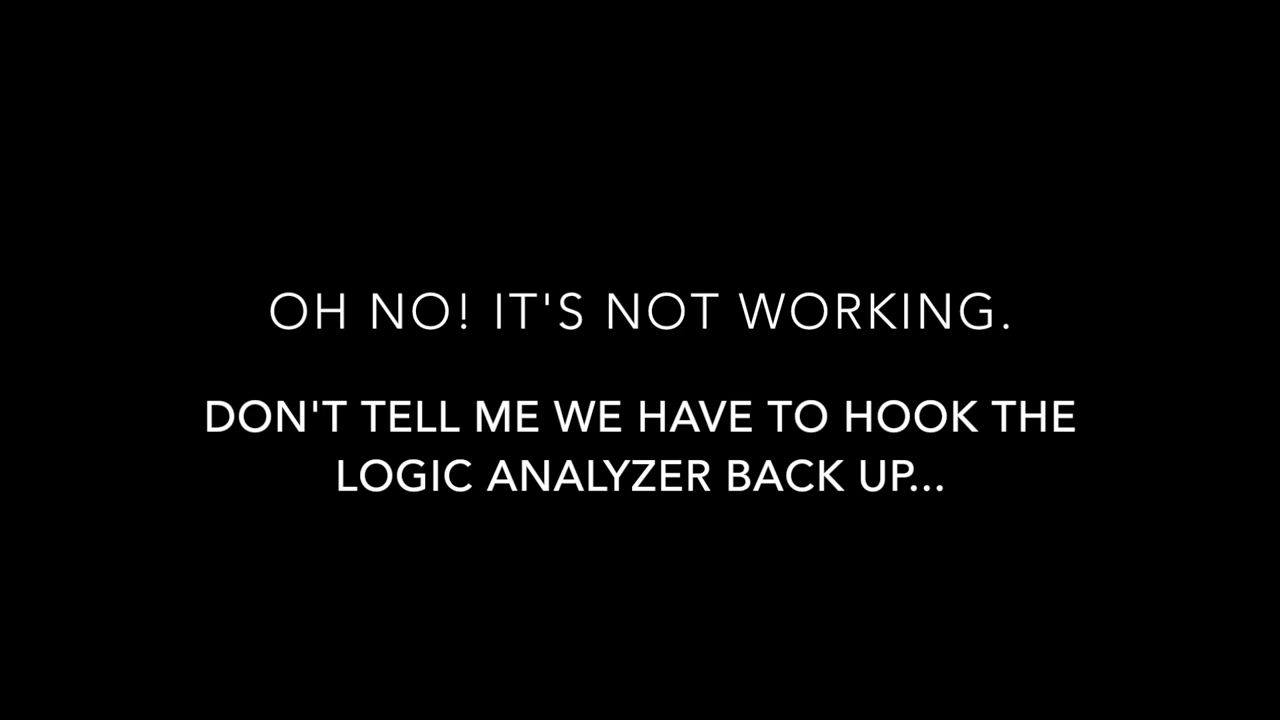 OH NO! IT'S NOT WORKING.
DON'T TELL ME WE HAVE TO HOOK THE
LOGIC ANALYZER BACK UP...